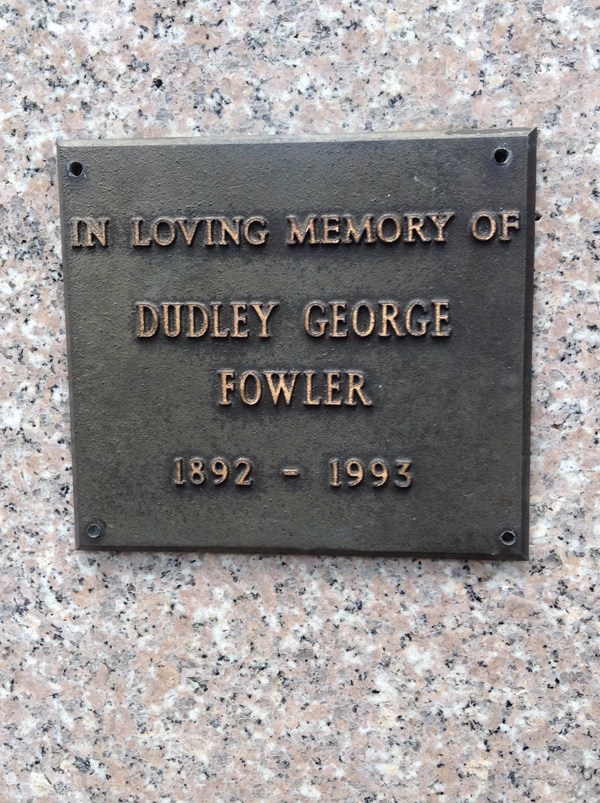 IN LOVING MEMORY OF
DUDLEY GEORGE
FOWLER
1892 - 1993